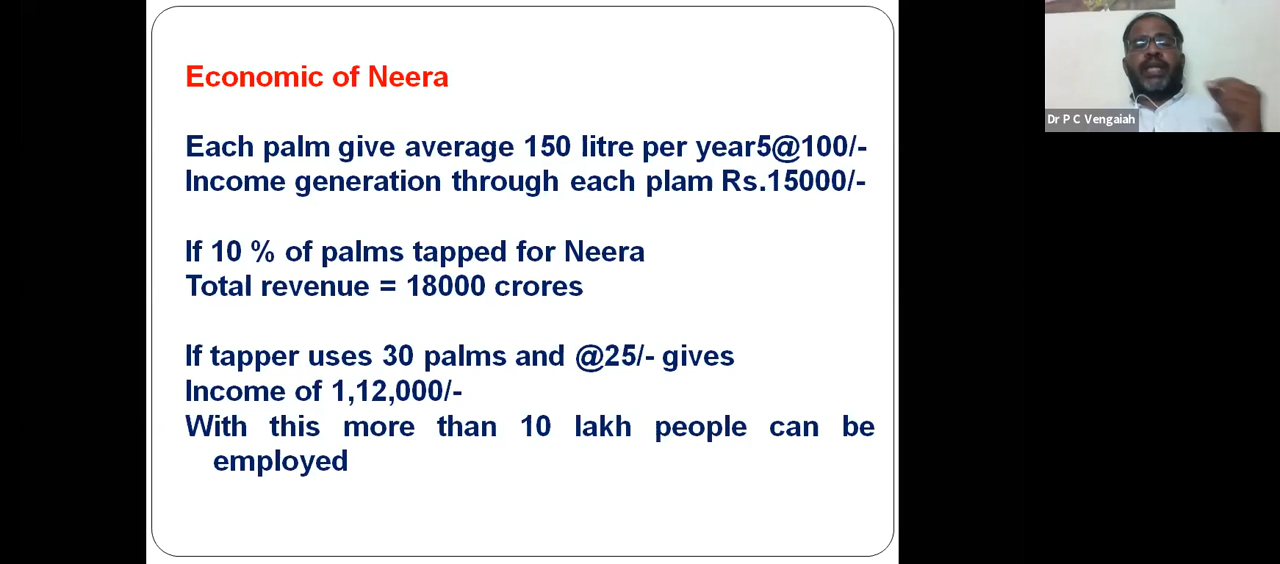 Economic of Neera
Each palm give average 150 litre per year5@100/-
Income generation through each plam Rs.15000/-
If 10 % of palms tapped for Neera
Total revenue = 18000 crores
If tapper uses 30 palms and @25/- gives
Income of 1,12,000/-
With this more than 10 lakh people can be
employed
Dr P C Vengaiah